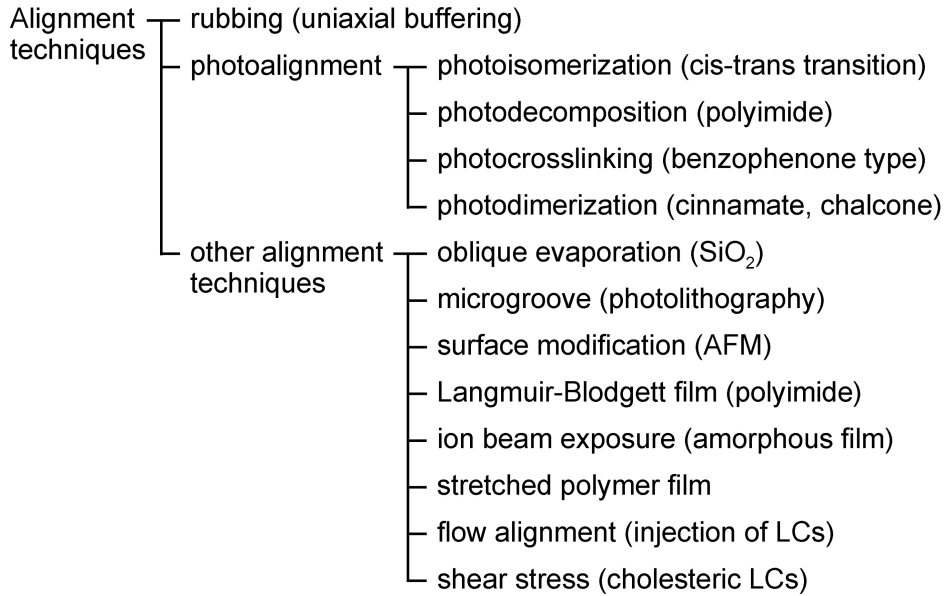 Alignment
techniques
rubbing (uniaxial buffering)
photoalignment
photoisomerization (cis-trans transition)
photodecomposition (polyimide)
photocrosslinking (benzophenone type)
photodimerization (cinnamate, chalcone)
other alignment
techniques
oblique evaporation (SiO₂)
microgroove (photolithography)
surface modification (AFM)
Langmuir-Blodgett film (polyimide)
ion beam exposure (amorphous film)
stretched polymer film
flow alignment (injection of LCs)
shear stress (cholesteric LCs)